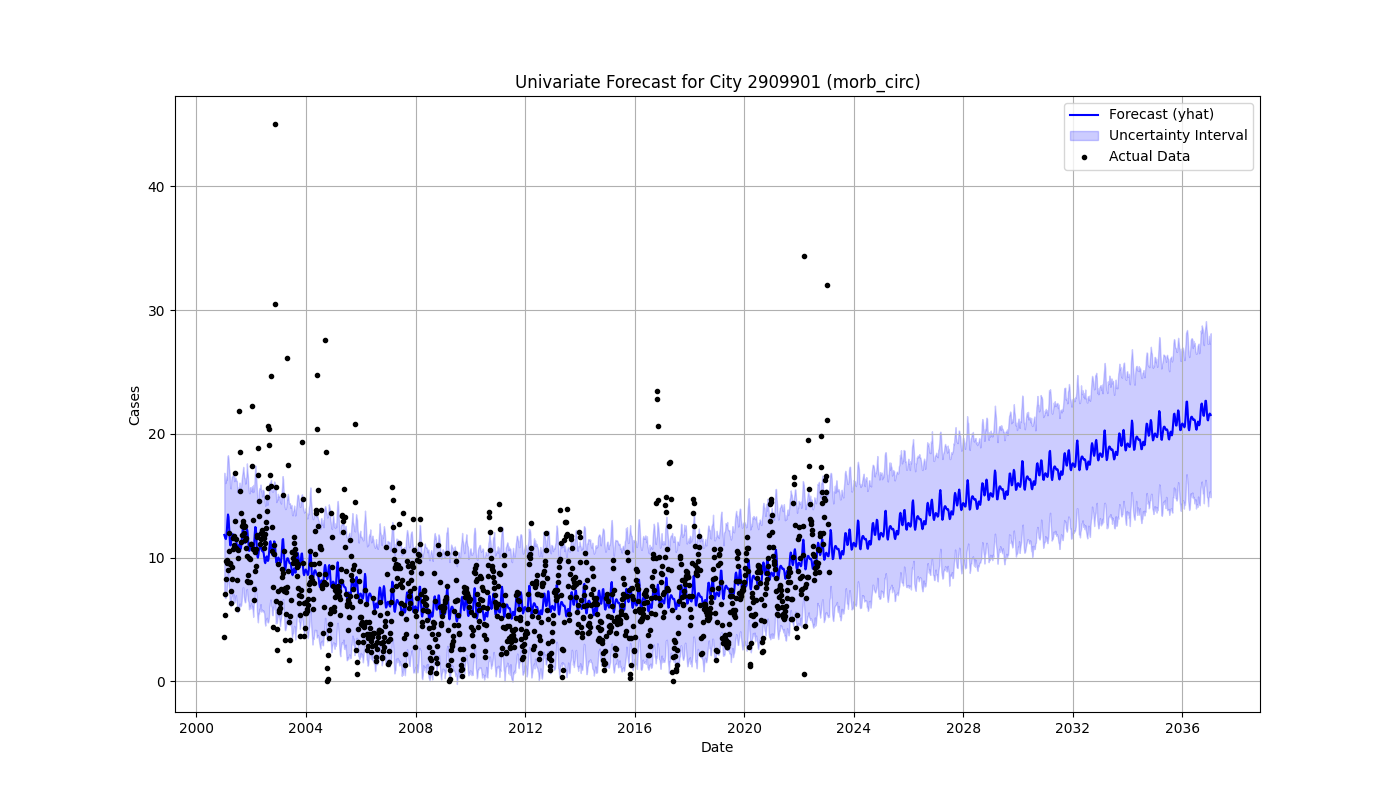 Univariate Forecast for City 2909901 (morb_circ)
Forecast (yhat)
Uncertainty Interval
Actual Data
Cases
40
30
20
10
0
2000 2004 2008 2012 2016 2020 2024 2028 2032 2036
Date